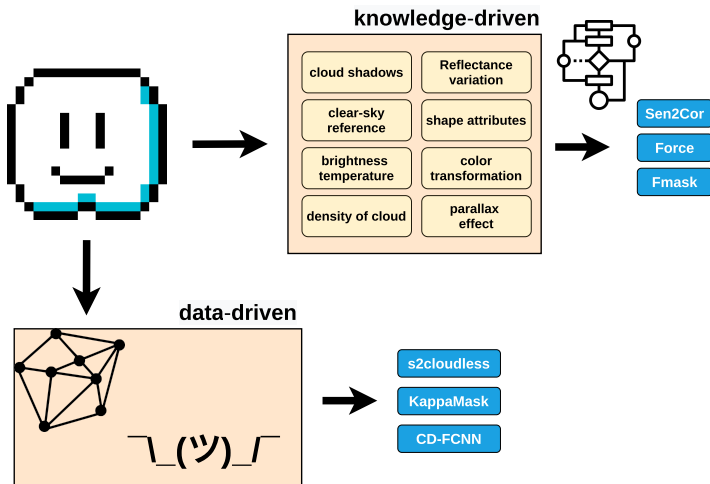 knowledge-driven
cloud shadows
Reflectance
variation
clear-sky
reference
shape attributes
brightness
temperature
color
transformation
density of cloud
parallax
effect
Sen2Cor
Force
Fmask
data-driven
¯\_(ツ)_/¯
s2cloudless
KappaMask
CD-FCNN